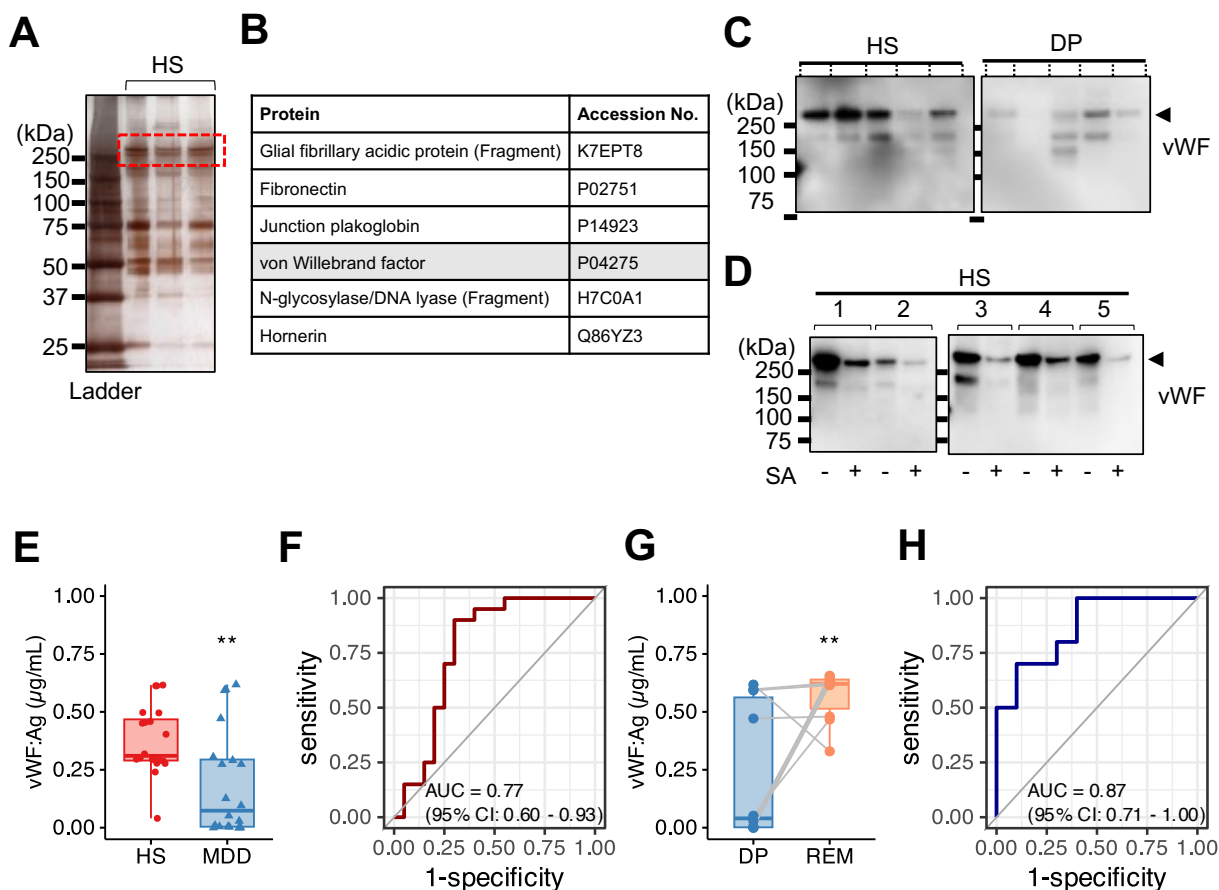 A
HS
(kDa)
250
150
100
75
50
37
25
Ladder
B
Protein Accession No.
Glial fibrillary acidic protein (Fragment) K7EPT8
Fibronectin P02751
Junction plakoglobin P14923
von Willebrand factor P04275
N-glycosylase/DNA lyase (Fragment) H7C0A1
Hornerin Q86YZ3
C
HS DP
(kDa)
250
150
100
75
vWF
D
HS
1 2 3 4 5
(kDa)
250
150
100
75
vWF
SA - + - + - + - + - +
E
vWF:Ag (µg/mL)
1.00
0.75
0.50
0.25
0.00
**
HS MDD
F
sensitivity
1.00
0.75
0.50
0.25
0.00
AUC = 0.77
(95% CI: 0.60 - 0.93)
0.00 0.25 0.50 0.75 1.00
1-specificity
G
vWF:Ag (µg/mL)
1.00
0.75
0.50
0.25
0.00
**
DP REM
H
sensitivity
1.00
0.75
0.50
0.25
0.00
AUC = 0.87
(95% CI: 0.71 - 1.00)
0.00 0.25 0.50 0.75 1.00
1-specificity